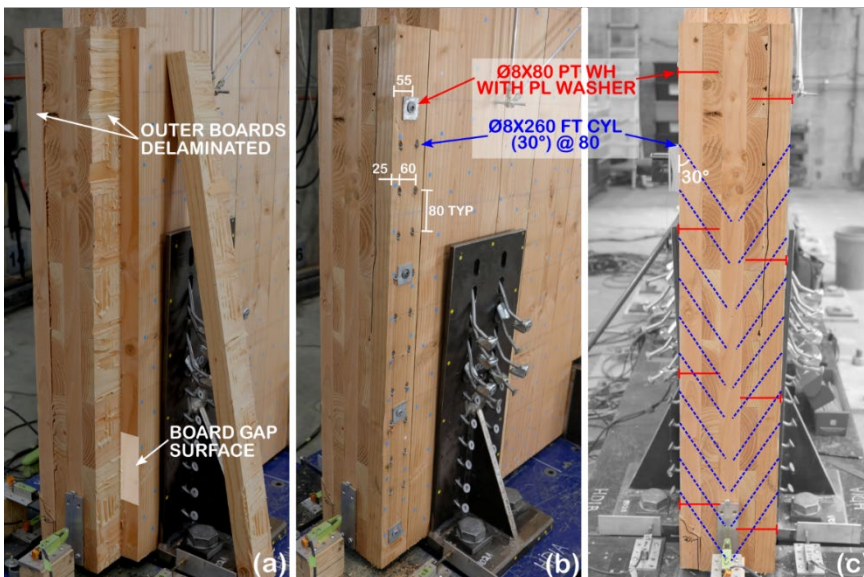 OUTER BOARDS
DELAMINATED
BOARD GAP
SURFACE
(a)
55
Ø8X80 PT WH
WITH PL WASHER
Ø8X260 FT CYL
(30°) @ 80
25
60
80 TYP
(b)
30°
(c)